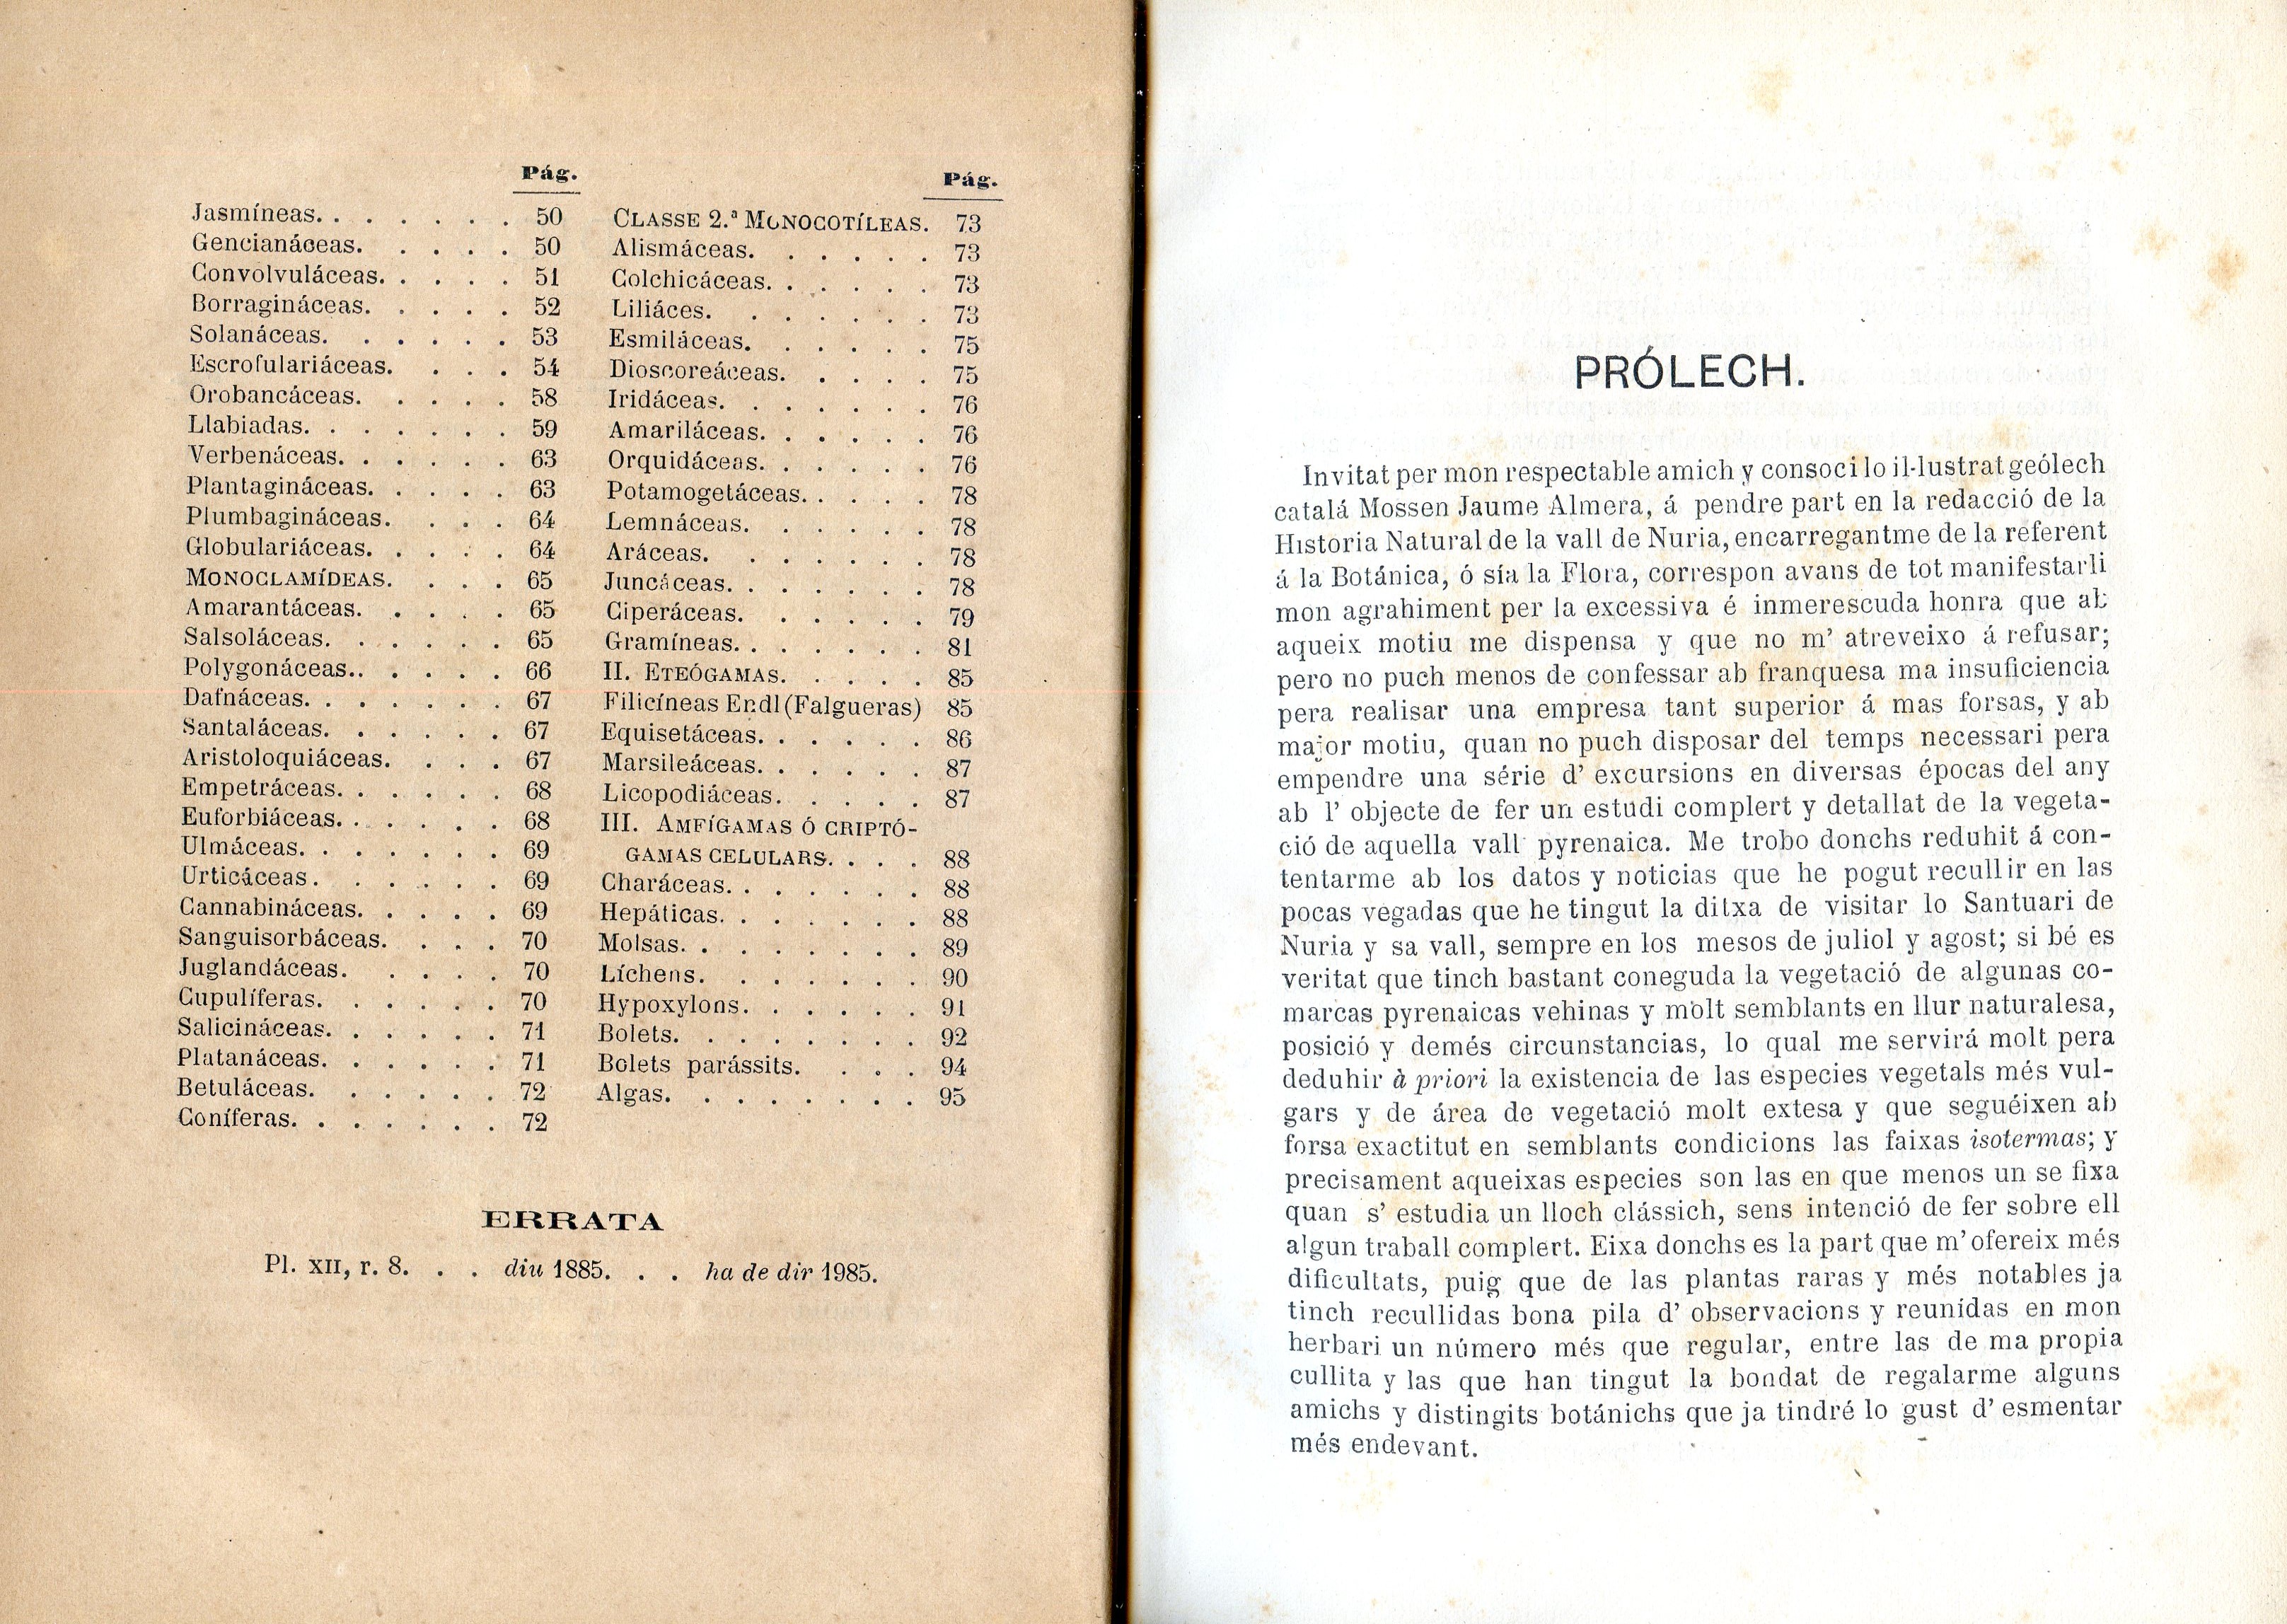 Pág.
Jasmíneas. . . . . . . 50
Gencianáceas. . . . . 50
Convolvuláceas. . . . . 51
Borragináceas. . . . . . 52
Solanáceas. . . . . . 53
Escrofulariáceas. . . . 54
Orobancáceas. . . . . 58
Llabiadas. . . . . . . 59
Verbenáceas. . . . . . 63
Plantagináceas. . . . . 63
Plumbagináceas. . . . 64
Globulariáceas. . . . . 64
MONOCLAMÍDEAS. . . . 65
Amarantáceas. . . . . 65
Salsoláceas. . . . . . 65
Polygonáceas.. . . . . 66
Dafnáceas. . . . . . . 67
Santaláceas. . . . . . 67
Aristoloquiáceas. . . . 67
Empetráceas. . . . . . 68
Euforbiáceas. . . . . . 68
Ulmáceas. . . . . . . 69
Urticáceas. . . . . . 69
Cannabináceas. . . . . 69
Sanguisorbáceas. . . . 70
Juglandáceas. . . . . 70
Cupulíferas. . . . . . 70
Salicináceas. . . . . . 71
Platanáceas. . . . . . 71
Betuláceas. . . . . . 72
Coníferas. . . . . . . 72
Pág.
CLASSE 2.ª MONOCOTÍLEAS. 73
Alismáceas. . . . . . 73
Colchicáceas. . . . . . 73
Liliáces. . . . . . . 73
Esmiláceas. . . . . . 75
Dioscoreáceas. . . . . 75
Iridáceas. . . . . . . 76
Amariláceas. . . . . . 76
Orquidáceas. . . . . . 76
Potamogetáceas. . . . . 78
Lemnáceas. . . . . . 78
Aráceas. . . . . . . 78
Juncáceas. . . . . . . 78
Ciperáceas. . . . . . 79
Gramíneas. . . . . . . 81
II. ETEÓGAMAS. . . . . 85
Filicíneas Endl (Falgueras) 85
Equisetáceas. . . . . . 86
Marsileáceas. . . . . . 87
Licopodiáceas. . . . . 87
III. AMFÍGAMAS Ó CRIPTÓ-
GAMAS CELULARS. . . . 88
Charáceas. . . . . . . 88
Hepáticas. . . . . . . 88
Molsas. . . . . . . . 89
Líchens. . . . . . . 90
Hypoxylons. . . . . . 91
Bolets. . . . . . . . 92
Bolets parássits. . . . 94
Algas. . . . . . . . 95
ERRATA
Pl. XII, r. 8. . . diu 1885. . . ha de dir 1985.
PRÓLECH.
Invitat per mon respectable amich y consoci lo il·lustrat geólech
catalá Mossen Jaume Almera, á pendre part en la redacció de la
Historia Natural de la vall de Nuria, encarregantme de la referent
á la Botánica, ó sía la Flora, correspon avans de tot manifestarli
mon agrahiment per la excessiva é inmerescuda honra que ab
aqueix motiu me dispensa y que no m' atreveixo á refusar;
pero no puch menos de confessar ab franquesa ma insuficiencia
pera realisar una empresa tant superior á mas forsas, y ab
major motiu, quan no puch disposar del temps necessari pera
empendre una série d' excursions en diversas épocas del any
ab l' objecte de fer un estudi complert y detallat de la vegeta-
ció de aquella vall pyrenaica. Me trobo donchs reduhit á con-
tentarme ab los datos y noticias que he pogut recullir en las
pocas vegadas que he tingut la ditxa de visitar lo Santuari de
Nuria y sa vall, sempre en los mesos de juliol y agost; si bé es
veritat que tinch bastant coneguda la vegetació de algunas co-
marcas pyrenaicas vehinas y molt semblants en llur naturalesa,
posició y demés circunstancias, lo qual me servirá molt pera
deduhir à priori la existencia de las especies vegetals més vul-
gars y de área de vegetació molt extesa y que seguéixen ab
forsa exactitut en semblants condicions las faixas isotermas; y
precisament aqueixas especies son las en que menos un se fixa
quan s' estudia un lloch clássich, sens intenció de fer sobre ell
algun traball complert. Eixa donchs es la part que m' ofereix més
dificultats, puig que de las plantas raras y més notables ja
tinch recullidas bona pila d' observacions y reunídas en mon
herbari un número més que regular, entre las de ma propia
cullita y las que han tingut la bondat de regalarme alguns
amichs y distingits botánichs que ja tindré lo gust d' esmentar
més endevant.